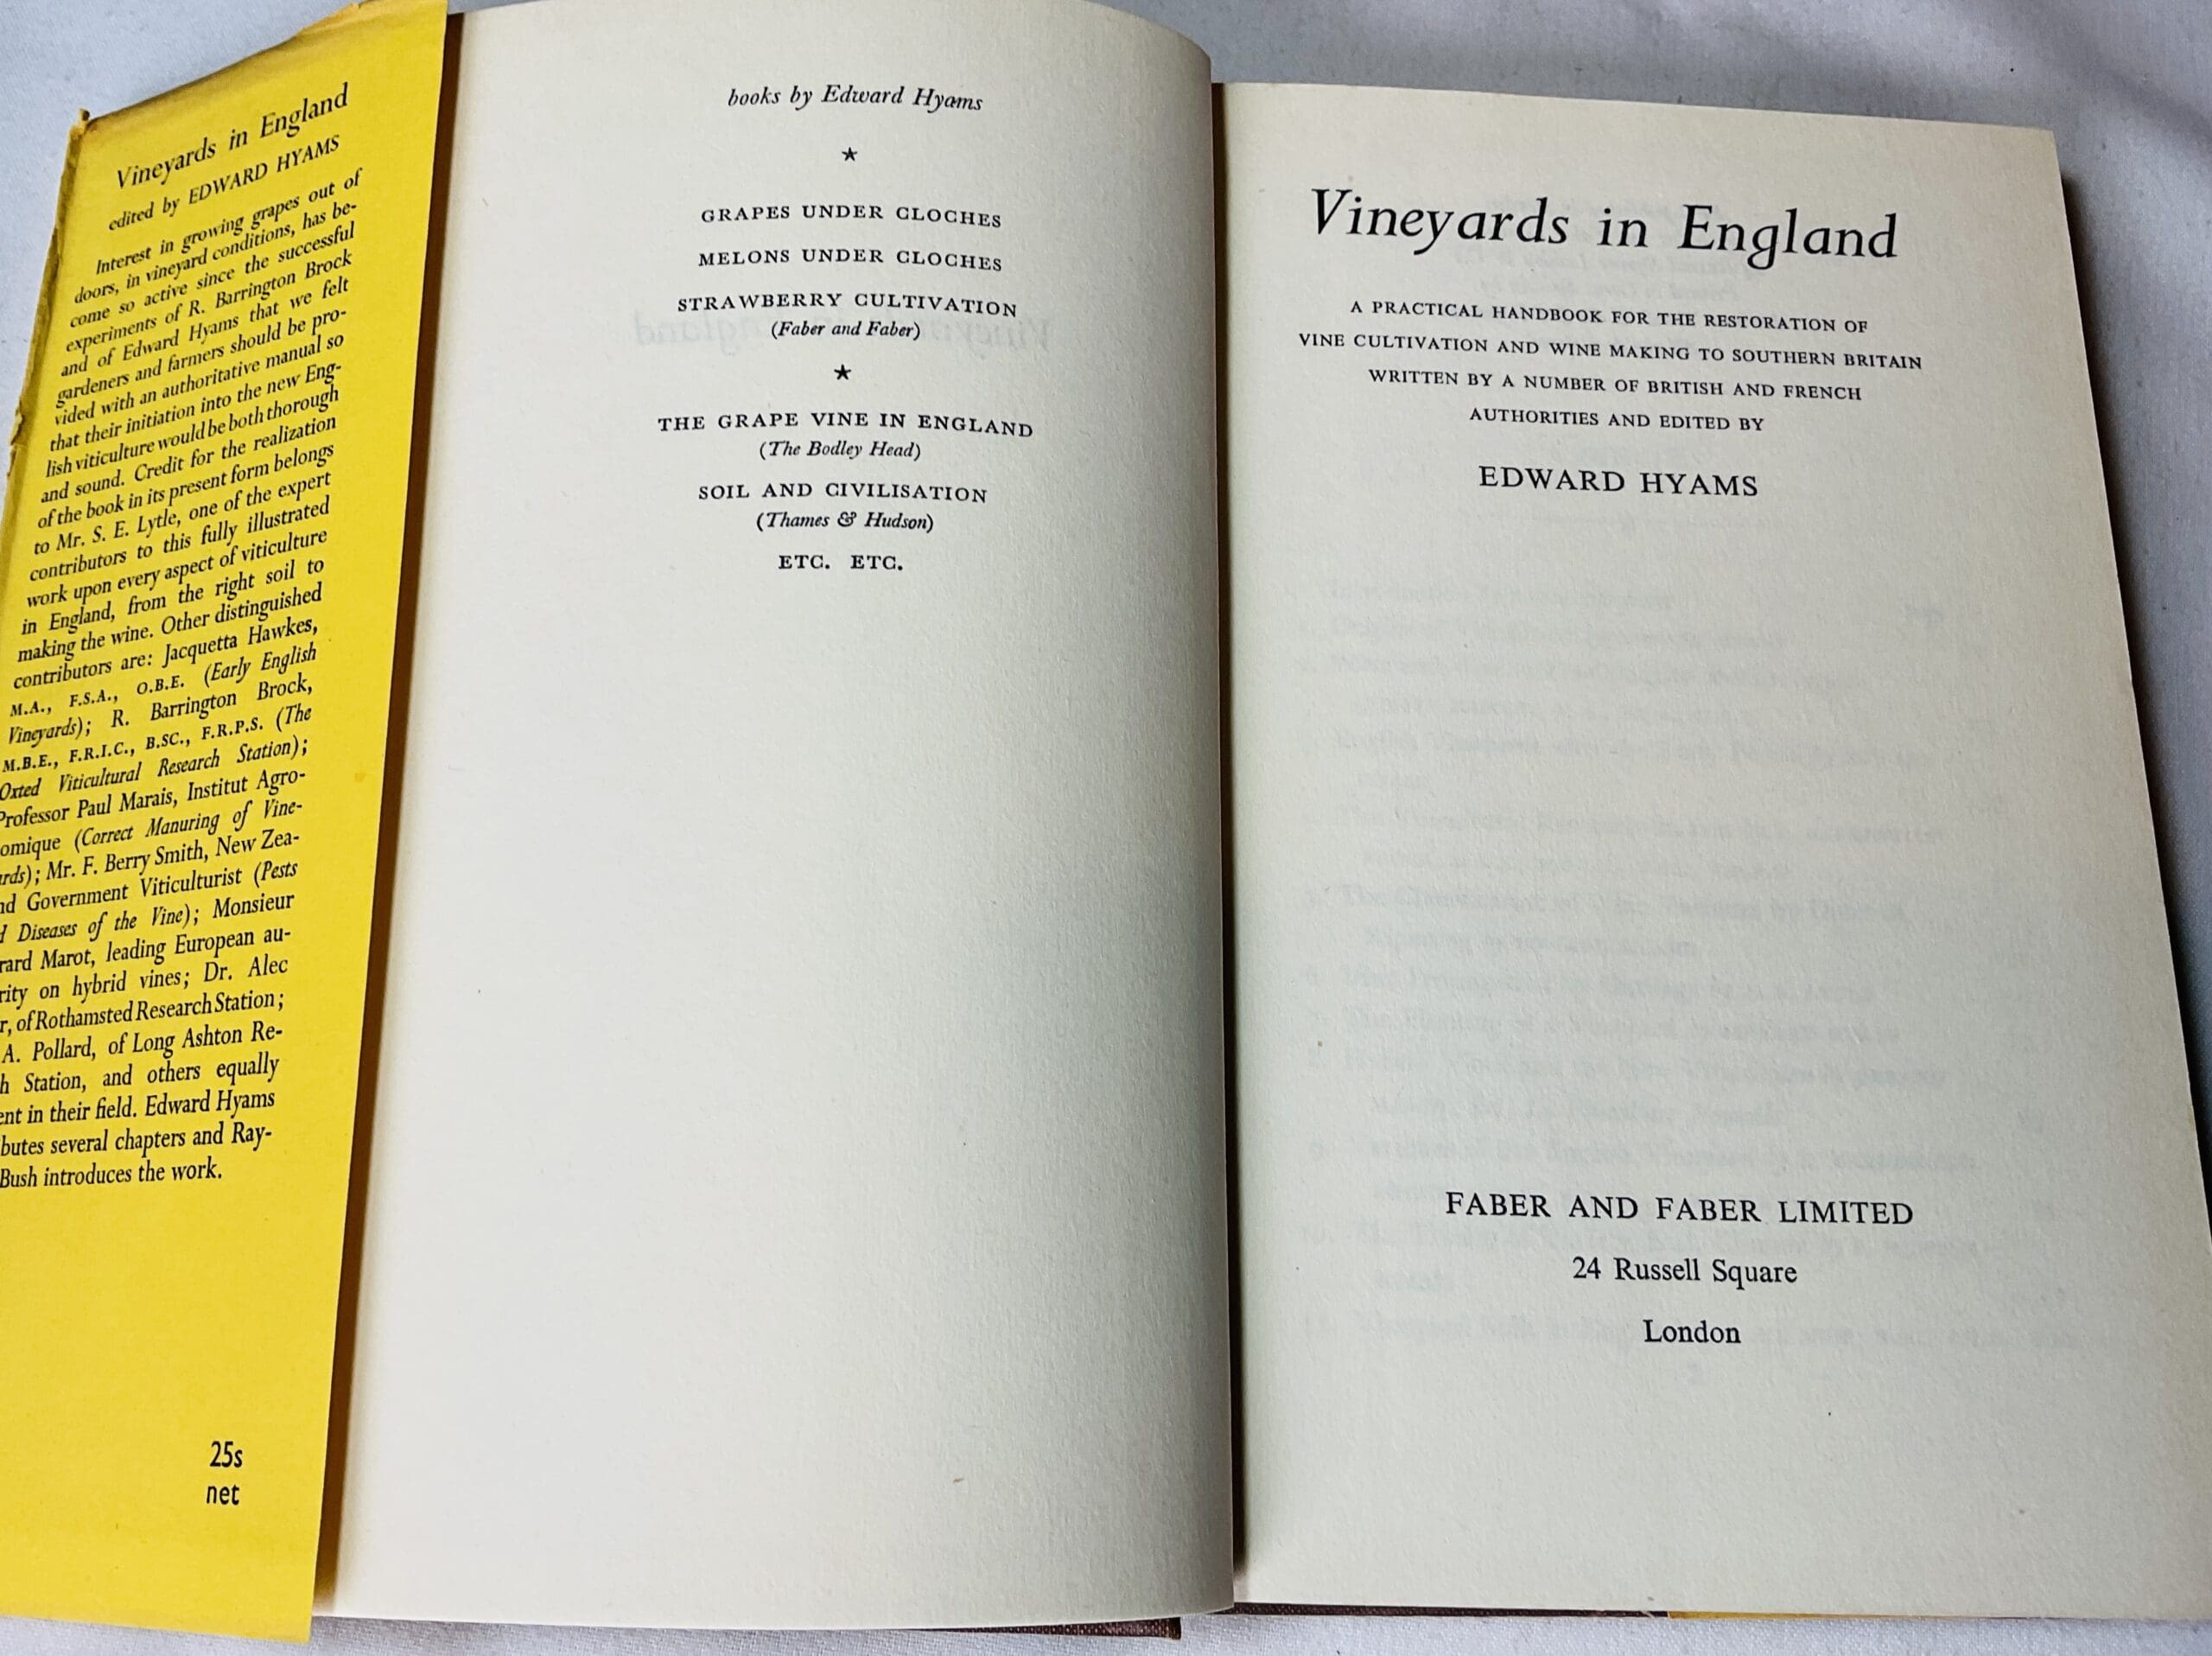 Vineyards in England
edited by EDWARD HYAMS
Interest in growing grapes out of
doors, in vineyard conditions, has be-
come so active since the successful
experiments of R. Barrington Brock
and of Edward Hyams that we felt
gardeners and farmers should be pro-
vided with an authoritative manual so
that their initiation into the new Eng-
lish viticulture would be both thorough
and sound. Credit for the realization
of the book in its present form belongs
to Mr. S. E. Lytle, one of the expert
contributors to this fully illustrated
work upon every aspect of viticulture
in England, from the right soil to
making the wine. Other distinguished
contributors are: Jacquetta Hawkes,
M.A., F.S.A., O.B.E. (Early English
Vineyards); R. Barrington Brock,
M.B.E., F.R.I.C., B.SC., F.R.P.S. (The
Oxted Viticultural Research Station);
Professor Paul Marais, Institut Agro-
omique (Correct Manuring of Vine-
rds); Mr. F. Berry Smith, New Zea-
nd Government Viticulturist (Pests
Diseases of the Vine); Monsieur
rard Marot, leading European au-
rity on hybrid vines; Dr. Alec
r, of Rothamsted Research Station;
A. Pollard, of Long Ashton Re-
h Station, and others equally
ent in their field. Edward Hyams
butes several chapters and Ray-
Bush introduces the work.
25s
net
books by Edward Hyams
★
GRAPES UNDER CLOCHES
MELONS UNDER CLOCHES
STRAWBERRY CULTIVATION
(Faber and Faber)
★
THE GRAPE VINE IN ENGLAND
(The Bodley Head)
SOIL AND CIVILISATION
(Thames & Hudson)
ETC. ETC.
Vineyards in England
A PRACTICAL HANDBOOK FOR THE RESTORATION OF
VINE CULTIVATION AND WINE MAKING TO SOUTHERN BRITAIN
WRITTEN BY A NUMBER OF BRITISH AND FRENCH
AUTHORITIES AND EDITED BY
EDWARD HYAMS
FABER AND FABER LIMITED
24 Russell Square
London